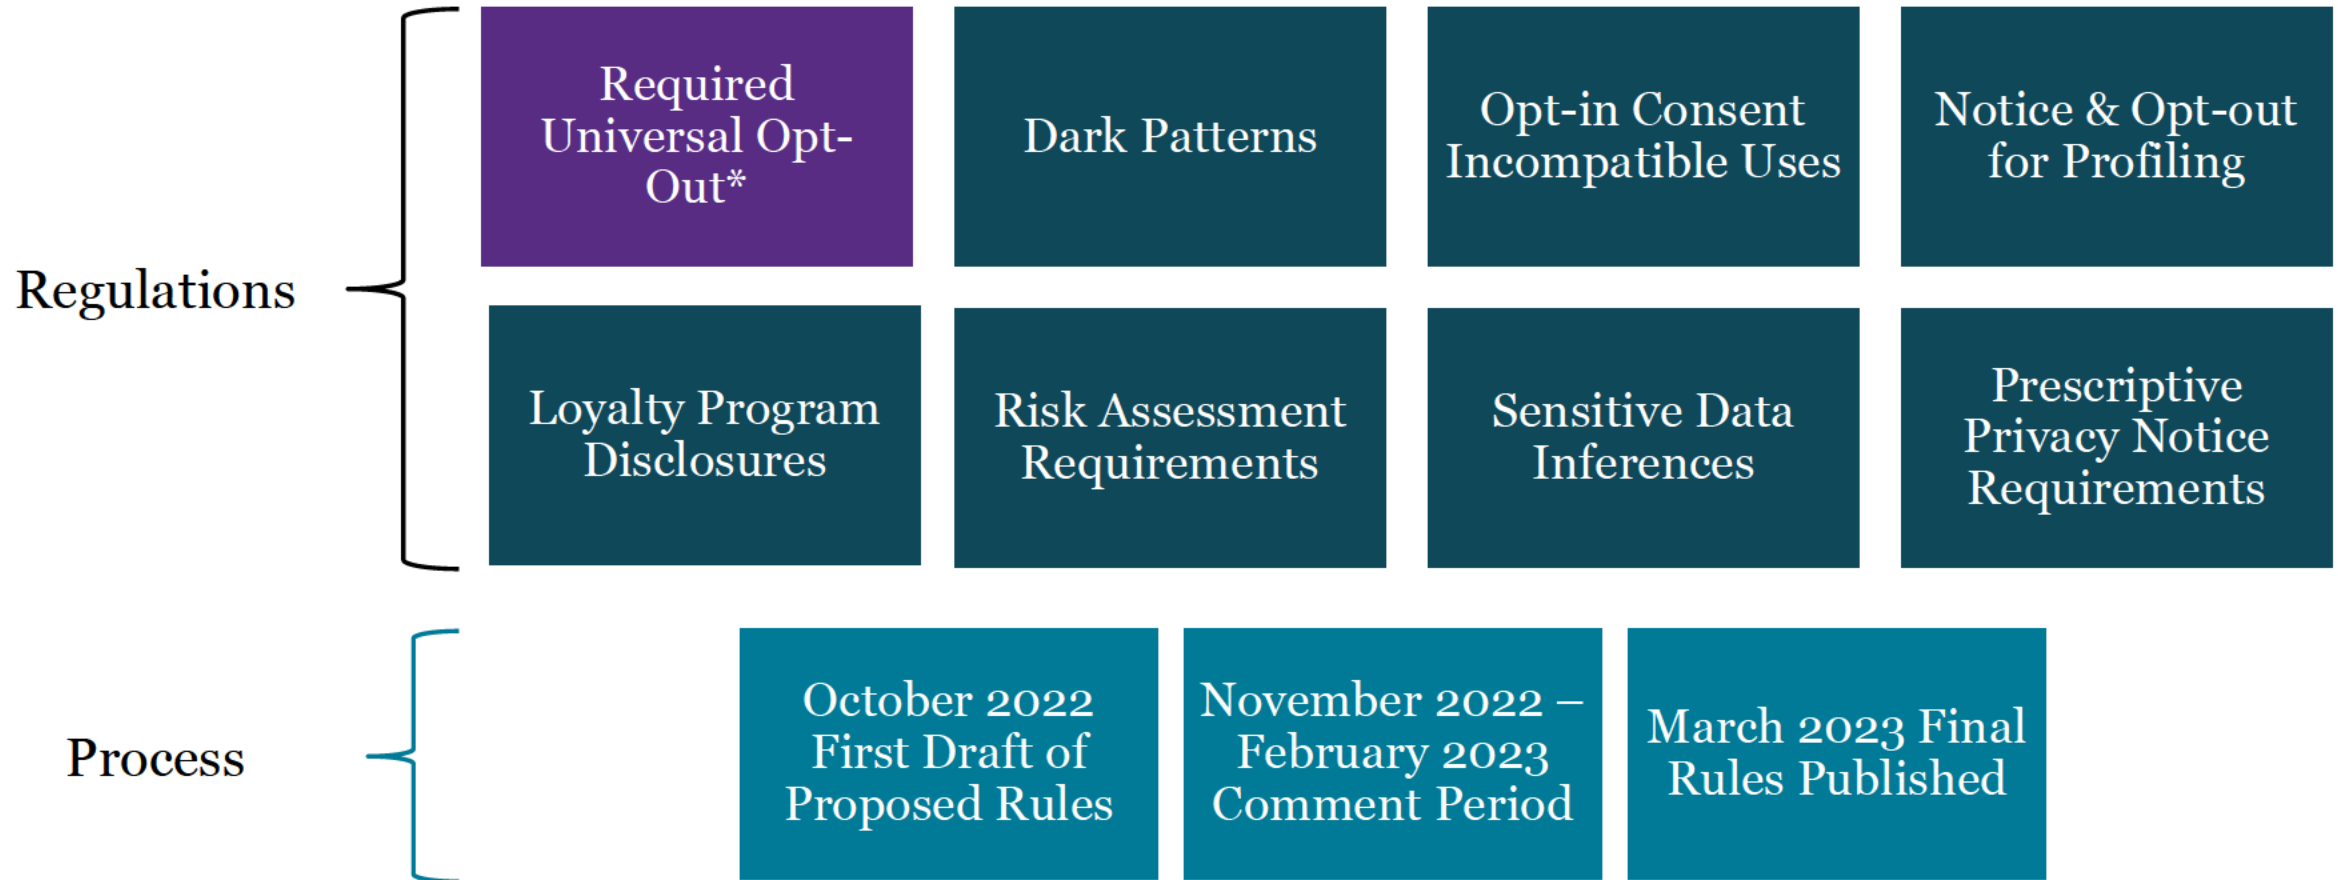 Regulations
Required
Universal Opt-
Out*
Dark Patterns
Opt-in Consent
Incompatible Uses
Notice & Opt-out
for Profiling
Loyalty Program
Disclosures
Risk Assessment
Requirements
Sensitive Data
Inferences
Prescriptive
Privacy Notice
Requirements
Process
October 2022
First Draft of
Proposed Rules
November 2022 –
February 2023
Comment Period
March 2023 Final
Rules Published